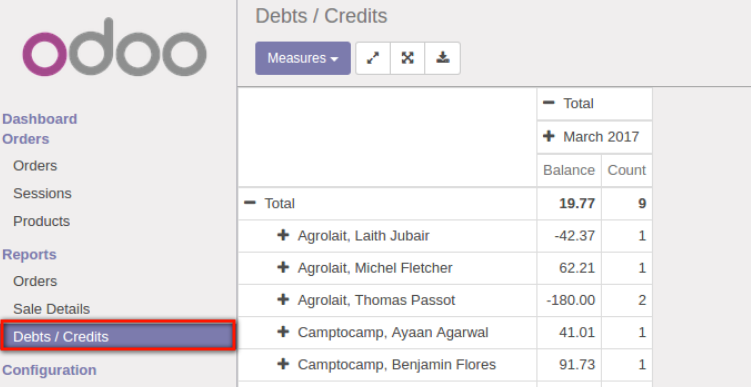 odoo
Dashboard
Orders
Orders
Sessions
Products
Reports
Orders
Sale Details
Debts / Credits
Configuration
Debts / Credits
Measures
Total
March 2017
Balance Count
Total 19.77 9
Agrolait, Laith Jubair -42.37 1
Agrolait, Michel Fletcher 62.21 1
Agrolait, Thomas Passot -180.00 2
Camptocamp, Ayaan Agarwal 41.01 1
Camptocamp, Benjamin Flores 91.73 1